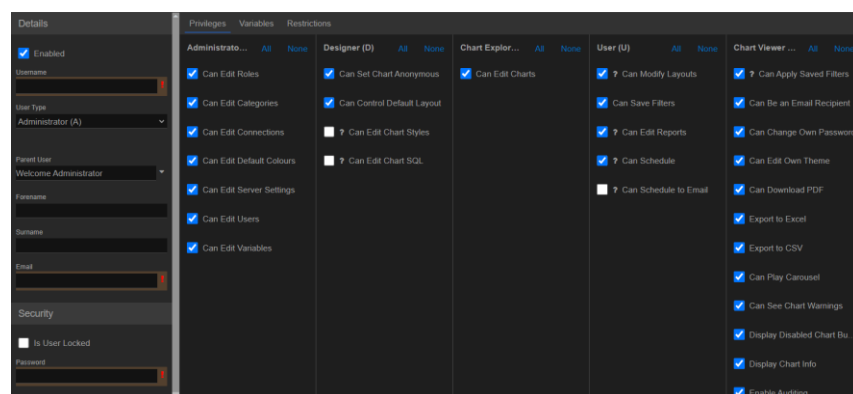 Details
Enabled
Username
!
User Type
Administrator (A)
Parent User
Welcome Administrator
Forename
Surname
Email
!
Security
Is User Locked
Password
!
Privileges Variables Restrictions
Administrato... All None
Can Edit Roles
Can Edit Categories
Can Edit Connections
Can Edit Default Colours
Can Edit Server Settings
Can Edit Users
Can Edit Variables
Designer (D) All None
Can Set Chart Anonymous
Can Control Default Layout
? Can Edit Chart Styles
? Can Edit Chart SQL
Chart Explor... All None
Can Edit Charts
User (U) All None
? Can Modify Layouts
Can Save Filters
? Can Edit Reports
? Can Schedule
? Can Schedule to Email
Chart Viewer ... All None
? Can Apply Saved Filters
Can Be an Email Recipient
Can Change Own Password
Can Edit Own Theme
Can Download PDF
Export to Excel
Export to CSV
Can Play Carousel
Can See Chart Warnings
Display Disabled Chart Bu...
Display Chart Info
Enable Auditing